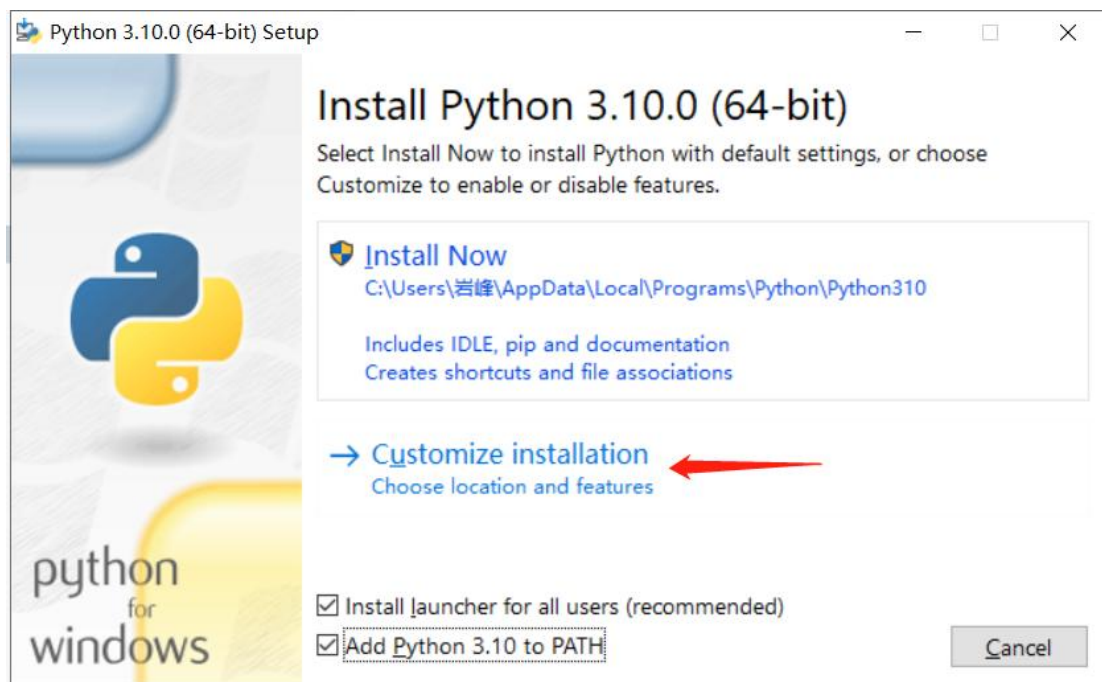 Python 3.10.0 (64-bit) Setup
Install Python 3.10.0 (64-bit)
Select Install Now to install Python with default settings, or choose
Customize to enable or disable features.
Install Now
C:\Users\岩峰\AppData\Local\Programs\Python\Python310
Includes IDLE, pip and documentation
Creates shortcuts and file associations
Customize installation
Choose location and features
python
for
windows
Install launcher for all users (recommended)
Add Python 3.10 to PATH
Cancel